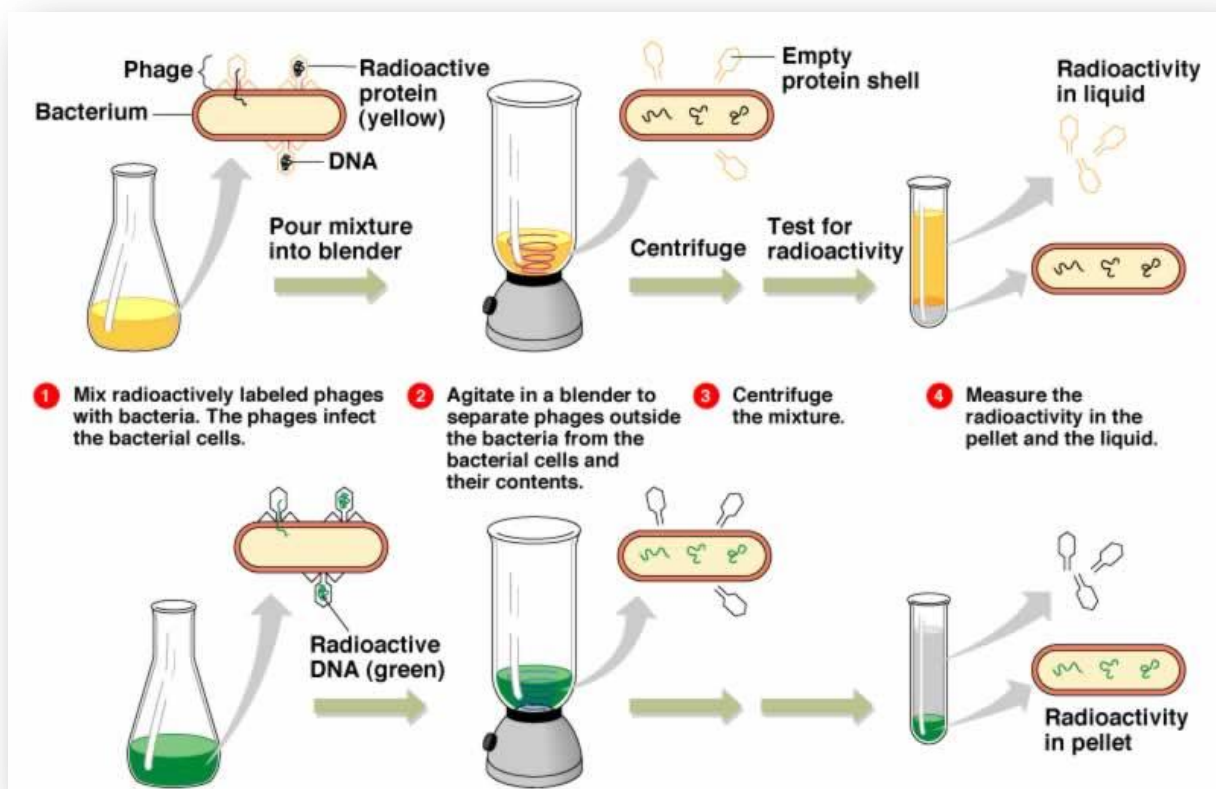 Phage
Bacterium
Radioactive
protein
(yellow)
DNA
Pour mixture
into blender
Empty
protein shell
Centrifuge
Test for
radioactivity
Radioactivity
in liquid
1 Mix radioactively labeled phages
with bacteria. The phages infect
the bacterial cells.
2 Agitate in a blender to
separate phages outside
the bacteria from the
bacterial cells and
their contents.
3 Centrifuge
the mixture.
4 Measure the
radioactivity in the
pellet and the liquid.
Radioactive
DNA (green)
Radioactivity
in pellet